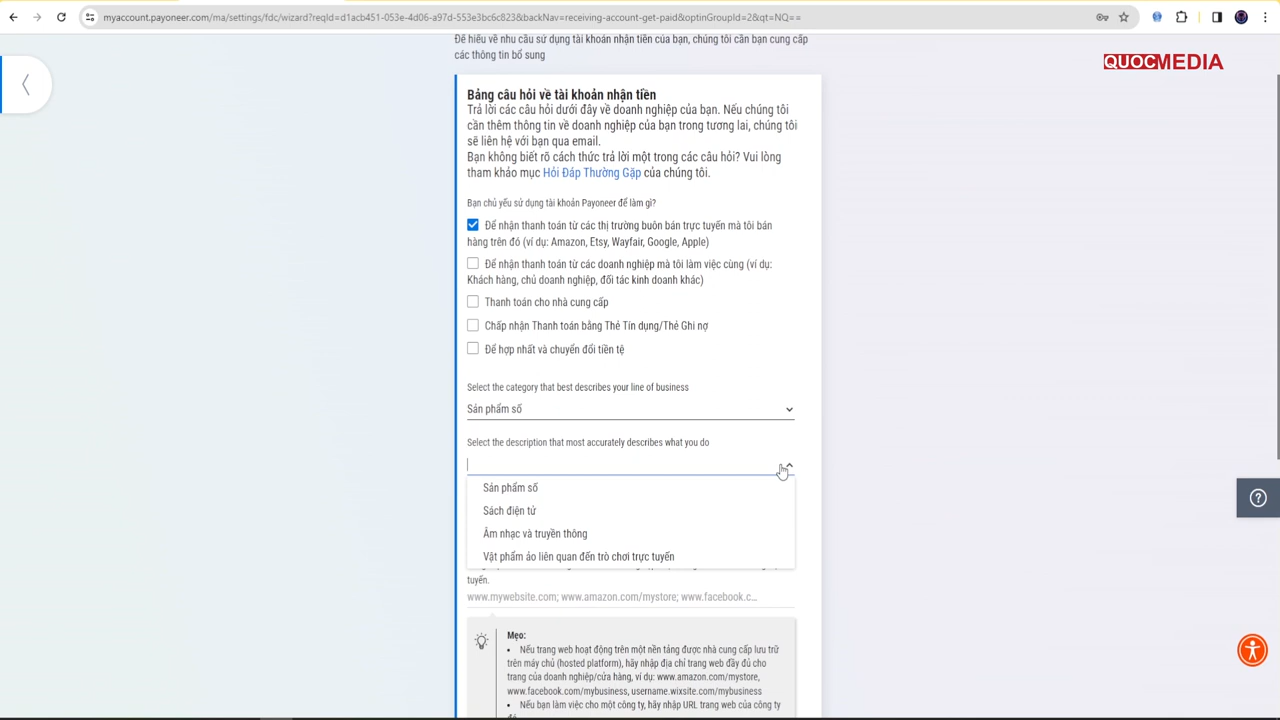 myaccount.payoneer.com/ma/settings/fdc/wizard?reqId=d1acb451-053e-4d06-a97d-553e3bc6c823&backNav=receiving-account-get-paid&optinGroupId=2&qt=NQ==
Để hiểu về nhu cầu sử dụng tài khoản nhận tiền của bạn, chúng tôi cần bạn cung cấp
các thông tin bổ sung
QUOCMEDIA
Bảng câu hỏi về tài khoản nhận tiền
Trả lời các câu hỏi dưới đây về doanh nghiệp của bạn. Nếu chúng tôi
cần thêm thông tin về doanh nghiệp của bạn trong tương lai, chúng tôi
sẽ liên hệ với bạn qua email.
Bạn không biết rõ cách thức trả lời một trong các câu hỏi? Vui lòng
tham khảo mục Hỏi Đáp Thường Gặp của chúng tôi.
Bạn chủ yếu sử dụng tài khoản Payoneer để làm gì?
Để nhận thanh toán từ các thị trường buôn bán trực tuyến mà tôi bán
hàng trên đó (ví dụ: Amazon, Etsy, Wayfair, Google, Apple)
Để nhận thanh toán từ các doanh nghiệp mà tôi làm việc cùng (ví dụ:
Khách hàng, chủ doanh nghiệp, đối tác kinh doanh khác)
Thanh toán cho nhà cung cấp
Chấp nhận Thanh toán bằng Thẻ Tín dụng/Thẻ Ghi nợ
Để hợp nhất và chuyển đổi tiền tệ
Select the category that best describes your line of business
Sản phẩm số
Select the description that most accurately describes what you do
Sản phẩm số
Sách điện tử
Âm nhạc và truyền thông
Vật phẩm ảo liên quan đến trò chơi trực tuyến
tuyến.
www.mywebsite.com; www.amazon.com/mystore; www.facebook.c...
Mẹo:
• Nếu trang web hoạt động trên một nền tảng được nhà cung cấp lưu trữ
trên máy chủ (hosted platform), hãy nhập địa chỉ trang web đầy đủ cho
trang của doanh nghiệp/cửa hàng, ví dụ: www.amazon.com/mystore,
www.facebook.com/mybusiness, username.wixsite.com/mybusiness
• Nếu bạn làm việc cho một công ty, hãy nhập URL trang web của công ty
đó